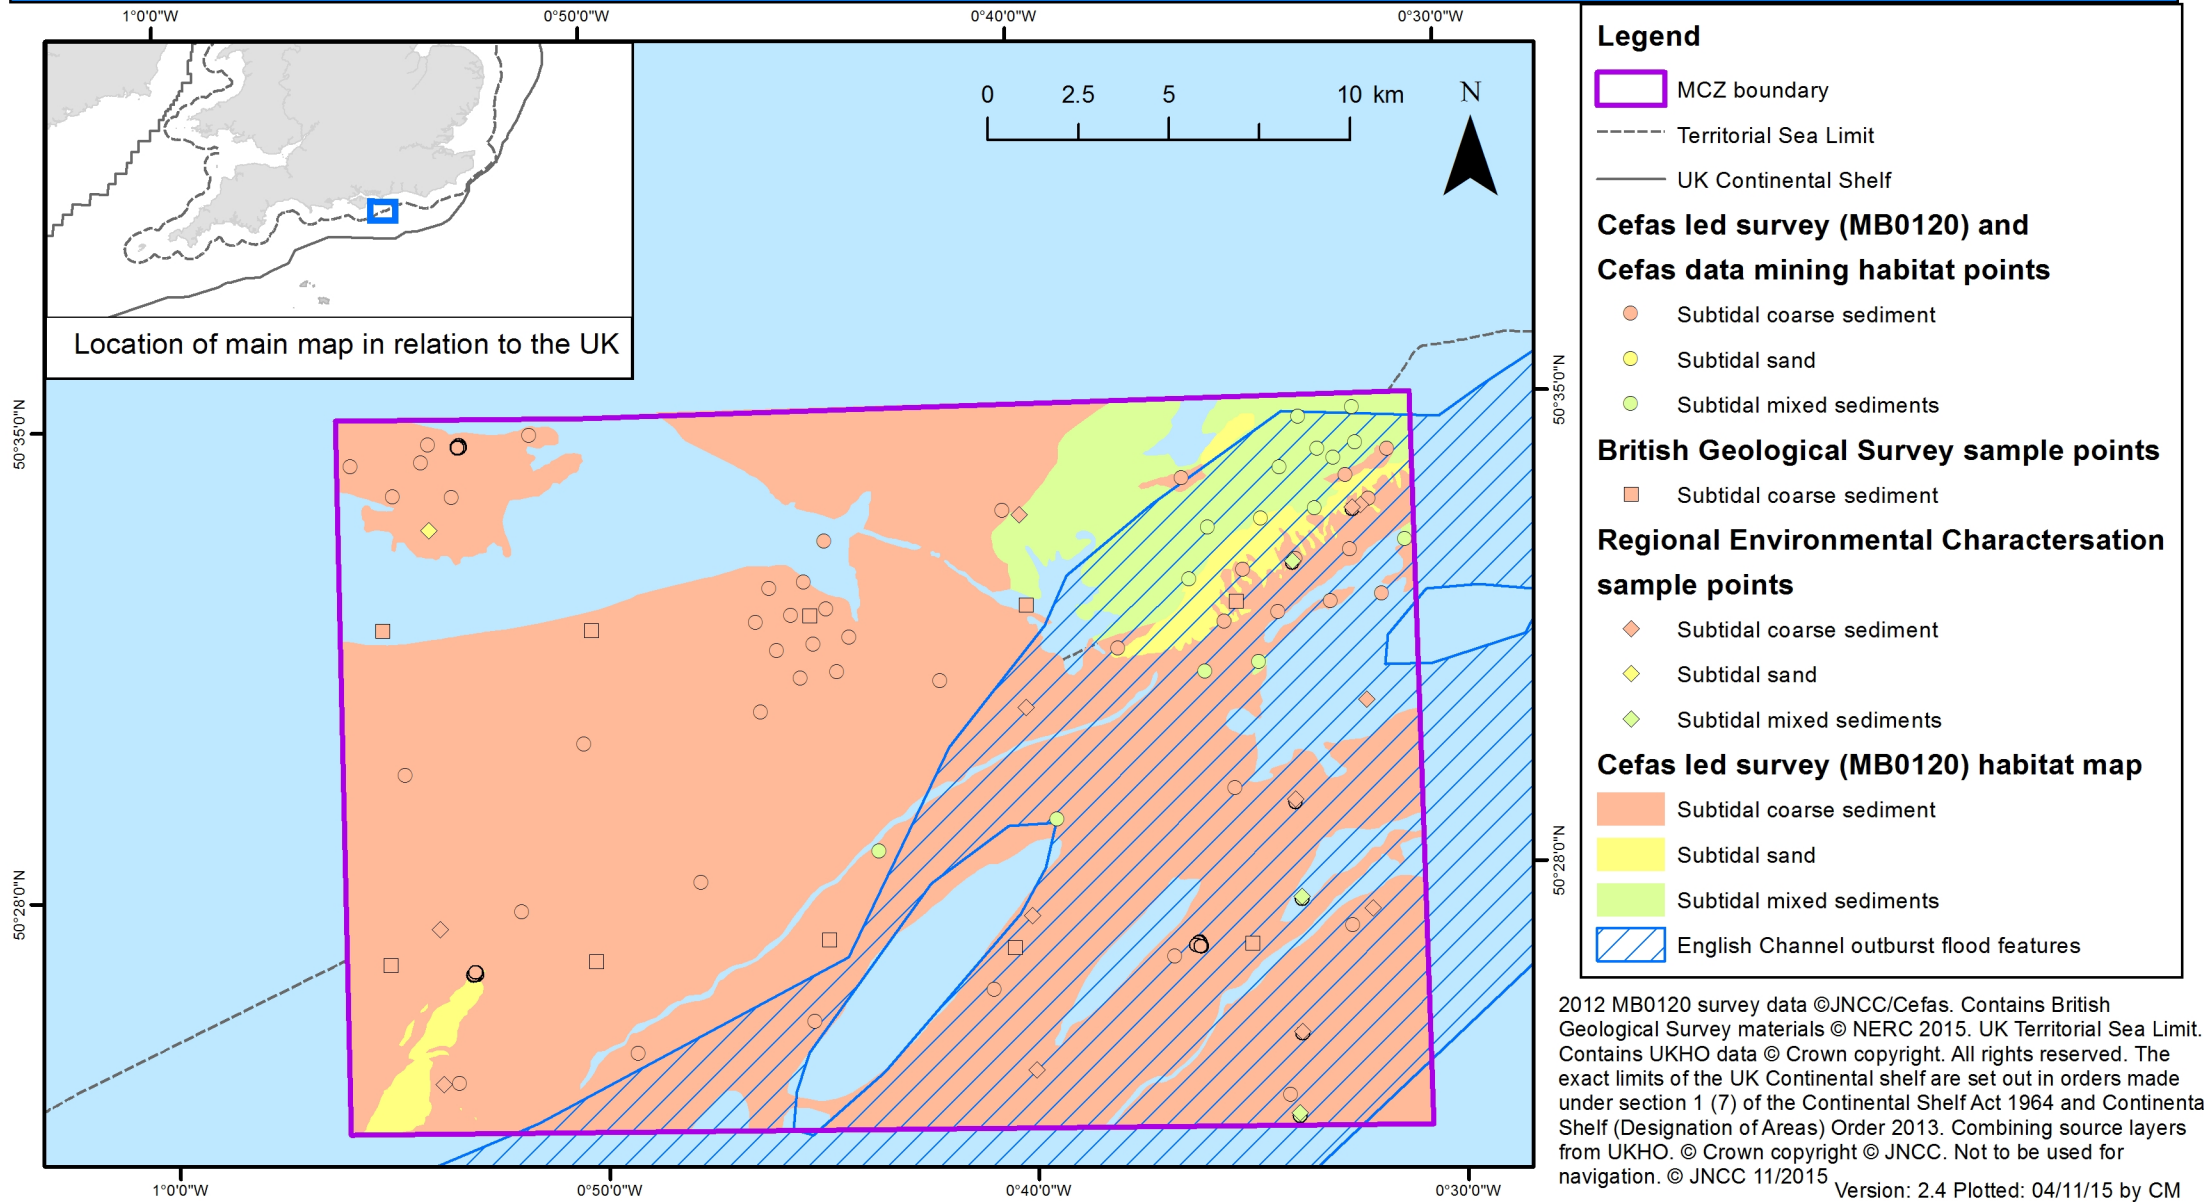 1°0'0"W
0°50'0"W
0°40'0"W
0°30'0"W
0
2.5
5
10 km
N
Location of main map in relation to the UK
50°35'0"N
50°35'0"N
50°28'0"N
50°28'0"N
1°0'0"W
0°50'0"W
0°40'0"W
0°30'0"W
Legend
MCZ boundary
Territorial Sea Limit
UK Continental Shelf
Cefas led survey (MB0120) and
Cefas data mining habitat points
Subtidal coarse sediment
Subtidal sand
Subtidal mixed sediments
British Geological Survey sample points
Subtidal coarse sediment
Regional Environmental Charactersation
sample points
Subtidal coarse sediment
Subtidal sand
Subtidal mixed sediments
Cefas led survey (MB0120) habitat map
Subtidal coarse sediment
Subtidal sand
Subtidal mixed sediments
English Channel outburst flood features
2012 MB0120 survey data ©JNCC/Cefas. Contains British
Geological Survey materials © NERC 2015. UK Territorial Sea Limit.
Contains UKHO data © Crown copyright. All rights reserved. The
exact limits of the UK Continental shelf are set out in orders made
under section 1 (7) of the Continental Shelf Act 1964 and Continenta
Shelf (Designation of Areas) Order 2013. Combining source layers
from UKHO. © Crown copyright © JNCC. Not to be used for
navigation. © JNCC 11/2015
Version: 2.4 Plotted: 04/11/15 by CM